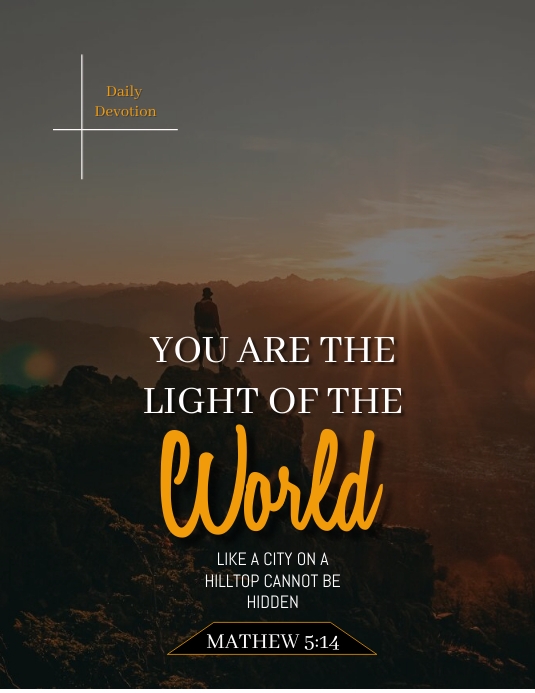 Daily
Devotion
YOU ARE THE
LIGHT OF THE
World
LIKE A CITY ON A
HILLTOP CANNOT BE
HIDDEN
MATHEW 5:14